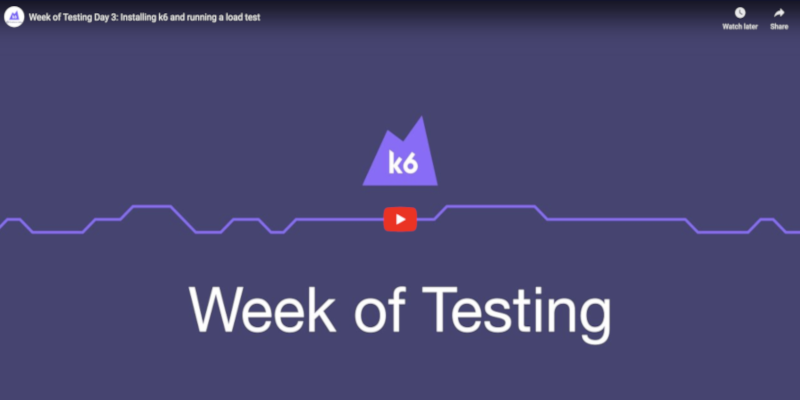 Week of Testing Day 3: Installing k6 and running a load test
Watch later
Share
k6
Week of Testing